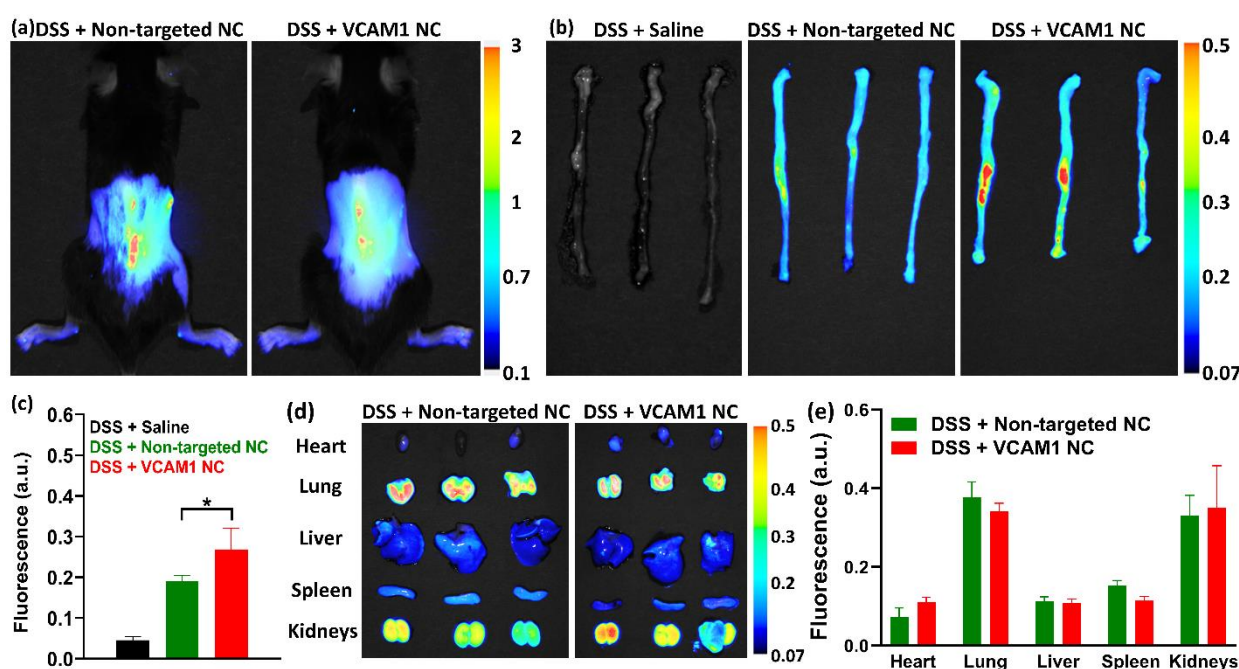 (a) DSS + Non-targeted NC
DSS + VCAM1 NC
3
2
1
0.7
0.1
(b)
DSS + Saline
DSS + Non-targeted NC
DSS + VCAM1 NC
0.5
0.4
0.3
0.2
0.07
(c)
DSS + Saline
DSS + Non-targeted NC
DSS + VCAM1 NC
*
Fluorescence (a.u.)
0.6
0.5
0.4
0.3
0.2
0.1
0.0
(d)
DSS + Non-targeted NC
DSS + VCAM1 NC
Heart
Lung
Liver
Spleen
Kidneys
0.5
0.4
0.3
0.2
0.07
(e)
DSS + Non-targeted NC
DSS + VCAM1 NC
Fluorescence (a.u.)
0.6
0.4
0.2
0.0
Heart Lung Liver Spleen Kidneys